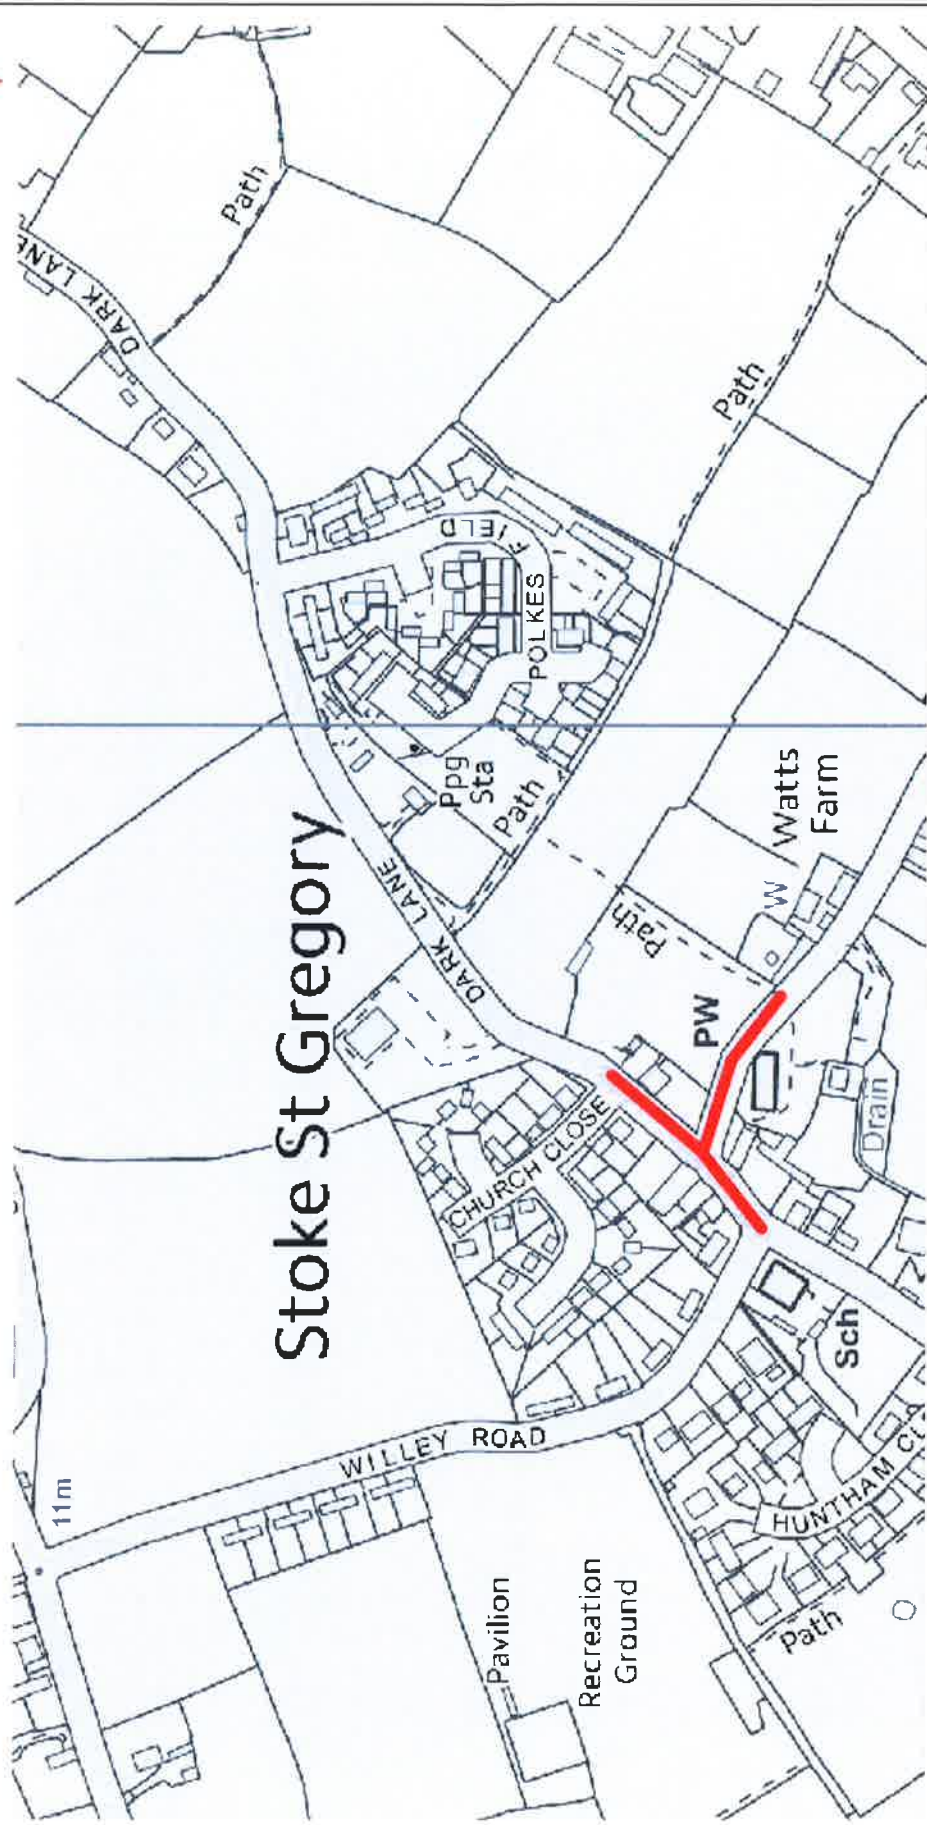 Stoke St Gregory
DARK LANE
DARK LANE
Path
Path
Path
Path
Path
POLKES
FIELD
Ppg
Sta
Watts
Farm
W
PW
Drain
CHURCH CLOSE
Sch
WILLEY ROAD
11m
Pavilion
Recreation
Ground
HUNTHAM CL